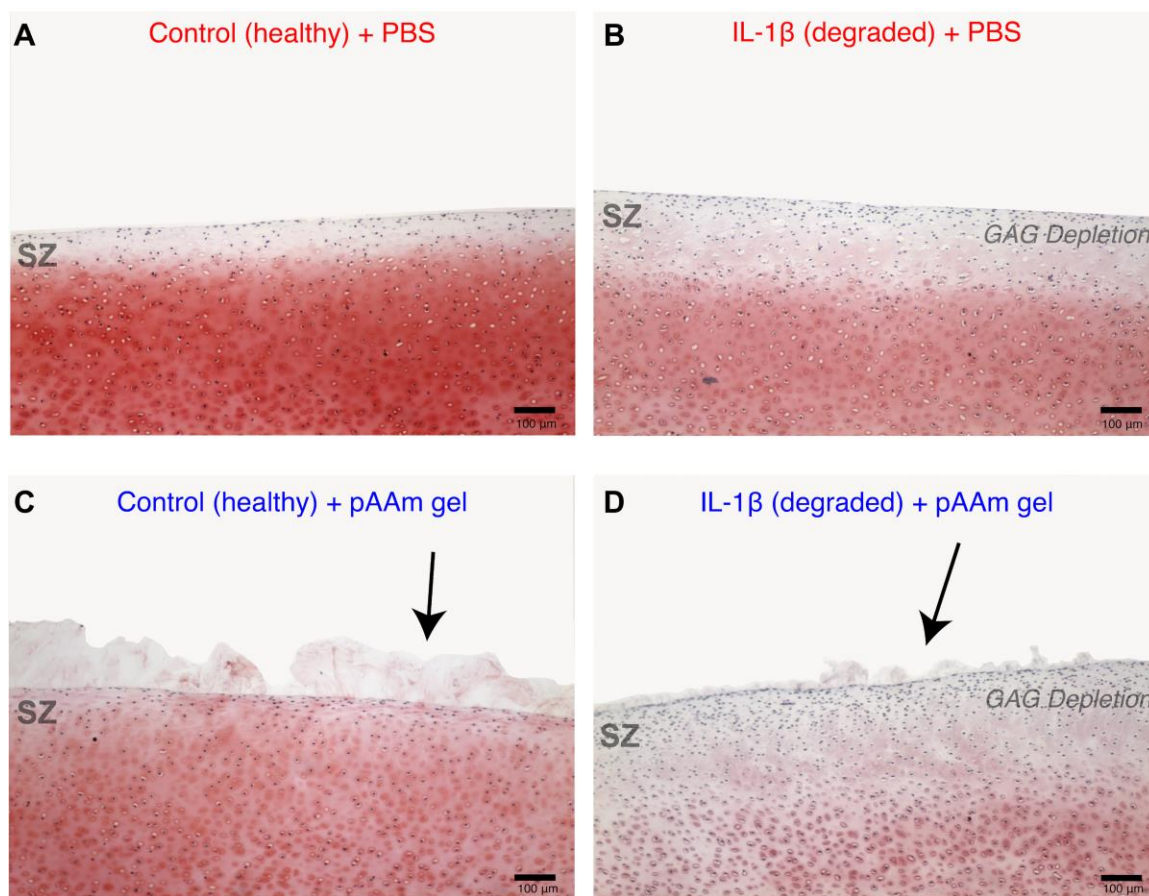 A
Control (healthy) + PBS
SZ
100 µm
B
IL-1β (degraded) + PBS
SZ
GAG Depletion
100 µm
C
Control (healthy) + pAAm gel
SZ
100 µm
D
IL-1β (degraded) + pAAm gel
GAG Depletion
SZ
100 µm